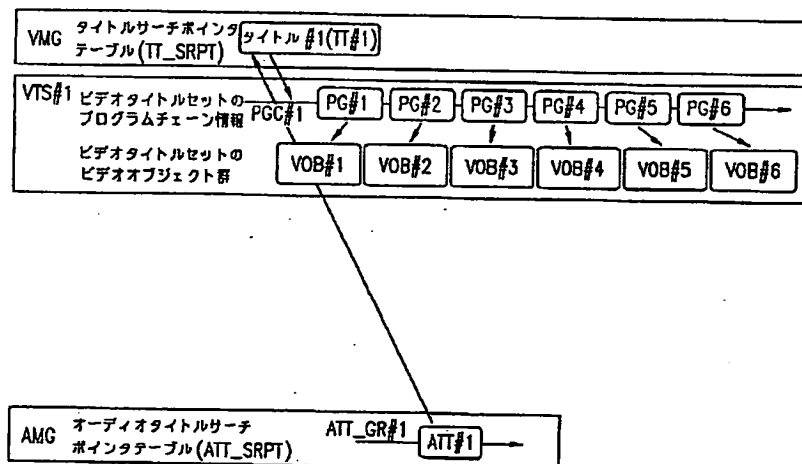 VMG タイトルサーチポインタ
テーブル(TT_SRPT)
タイトル #1(TT#1)
VTS#1 ビデオタイトルセットの
プログラムチェーン情報
PGC#1
PG#1 PG#2 PG#3 PG#4 PG#5 PG#6
ビデオタイトルセットの
ビデオオブジェクト群
VOB#1 VOB#2 VOB#3 VOB#4 VOB#5 VOB#6
AMG オーディオタイトルサーチ
ポインタテーブル(ATT_SRPT)
ATT_GR#1
ATT#1